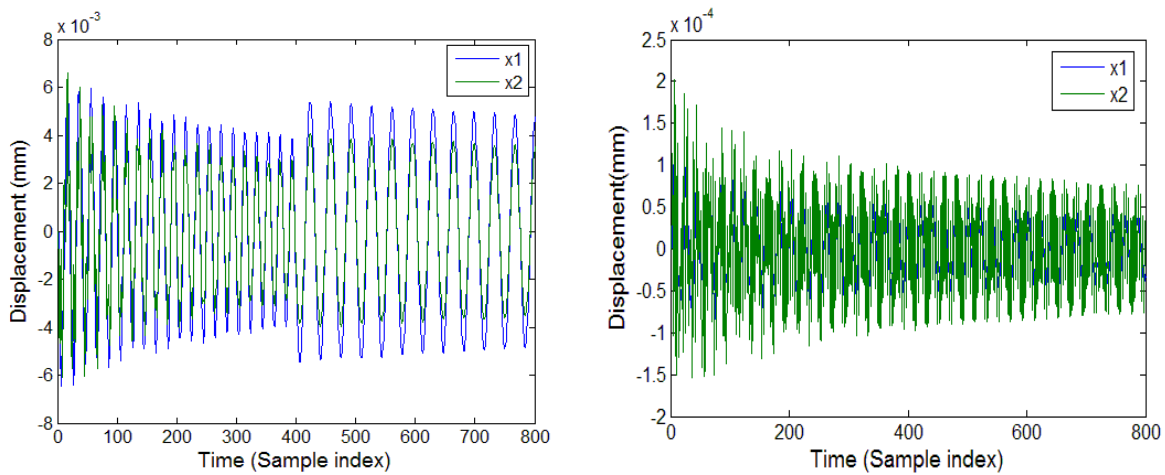 x 10^-3
8
6
4
2
0
-2
-4
-6
-8
Displacement (mm)
x1
x2
0 100 200 300 400 500 600 700 800
Time (Sample index)
x 10^-4
2.5
2
1.5
1
0.5
0
-0.5
-1
-1.5
-2
Displacement(mm)
x1
x2
0 200 400 600 800
Time (Sample index)